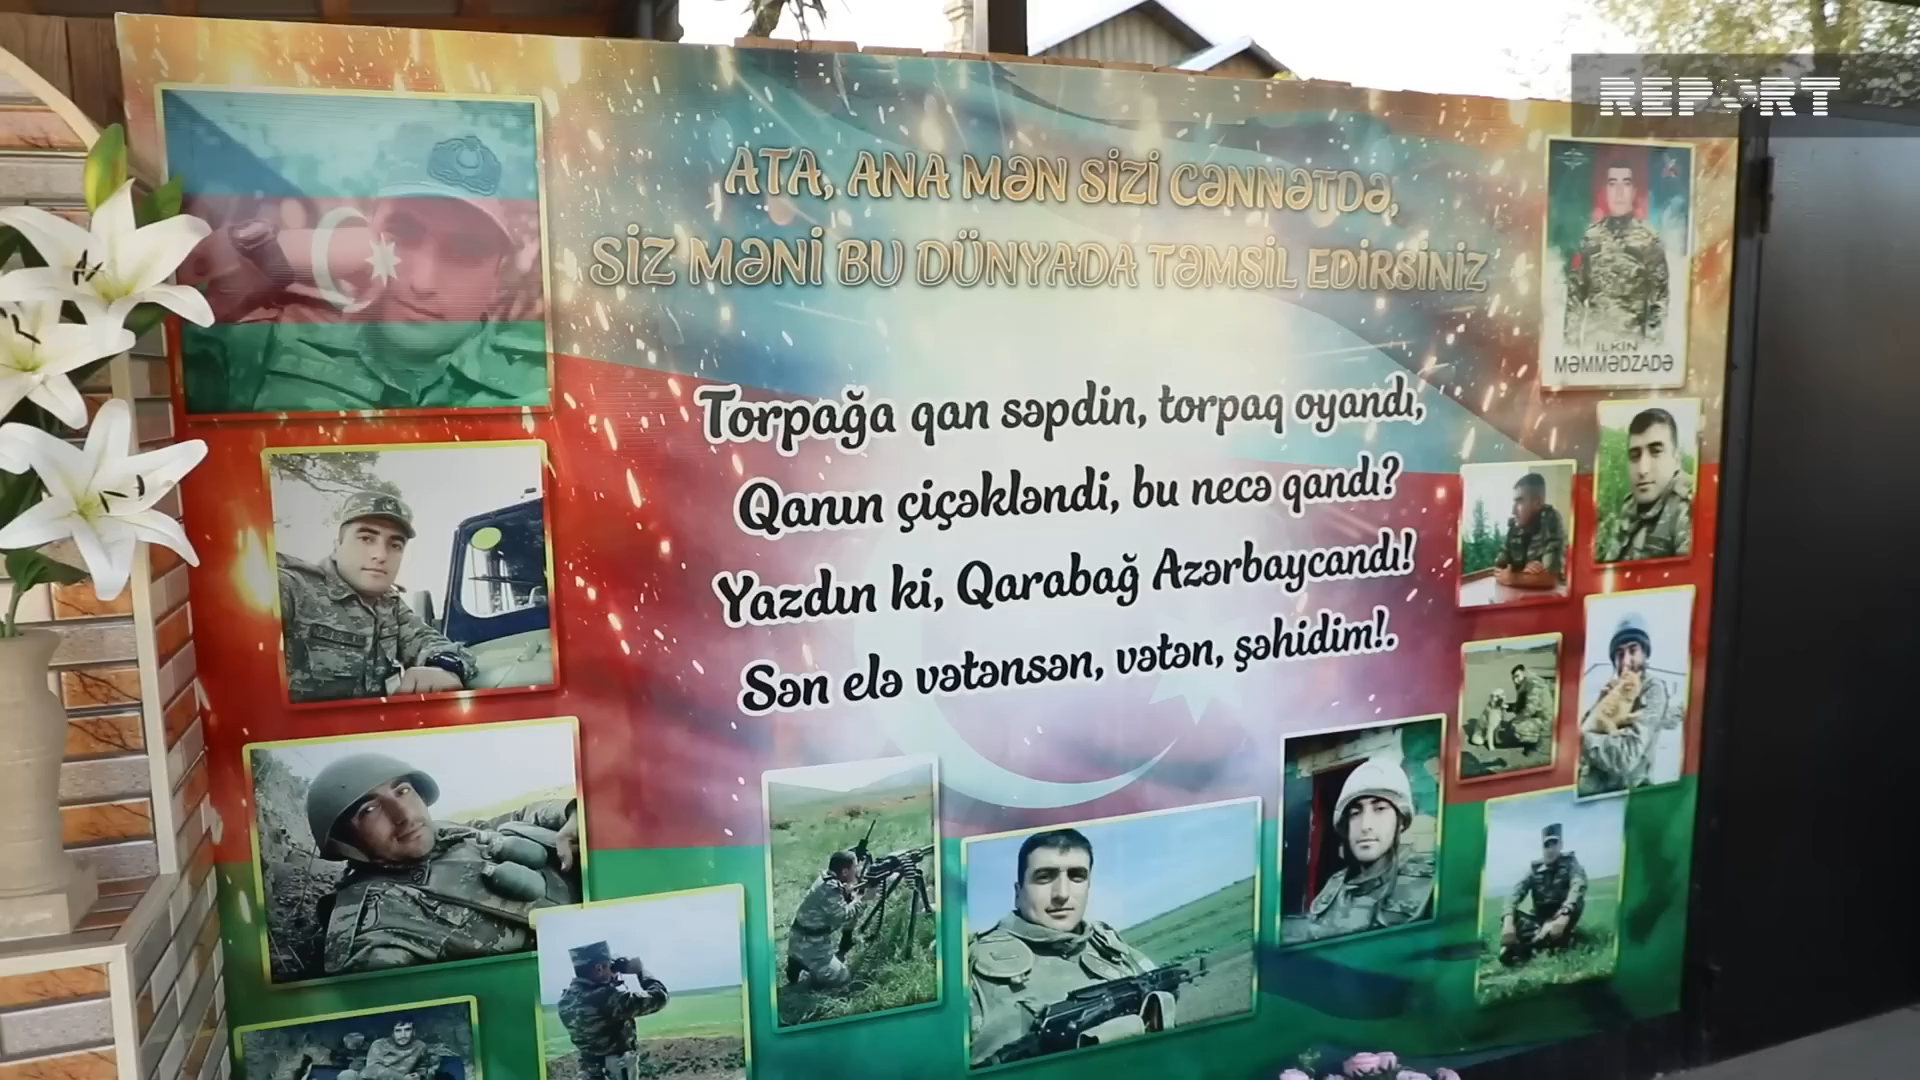 REPORT
ATA, ANA MƏN SİZİ CƏNNƏTDƏ,
SİZ MƏNİ BU DÜNYADA TƏMSİL EDİRSİNİZ
İLKİN
MƏMMƏDZADƏ
Torpağa qan səpdin, torpaq oyandı,
Qanın çiçəkləndi, bu necə qandı?
Yazdın ki, Qarabağ Azərbaycandı!
Sən elə vətənsən, vətən, şəhidim!.